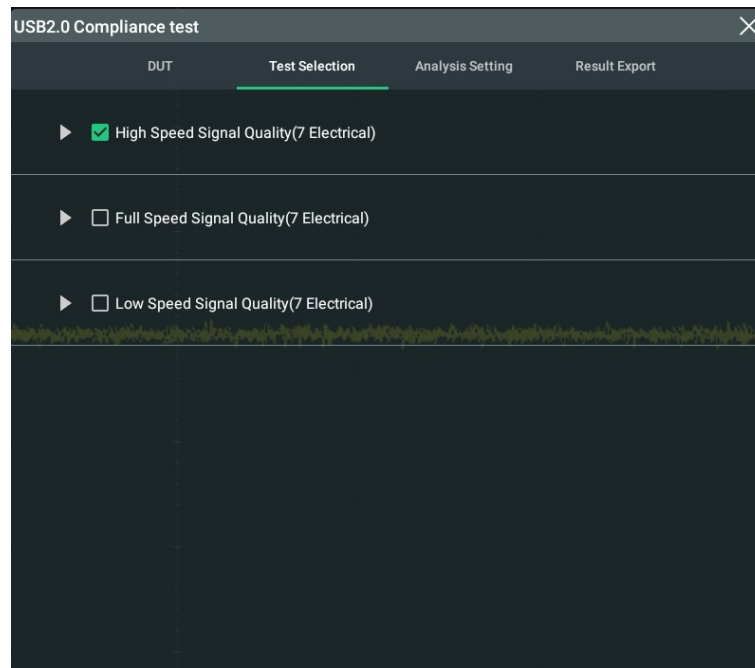 USB2.0 Compliance test
DUT Test Selection Analysis Setting Result Export
High Speed Signal Quality(7 Electrical)
Full Speed Signal Quality(7 Electrical)
Low Speed Signal Quality(7 Electrical)